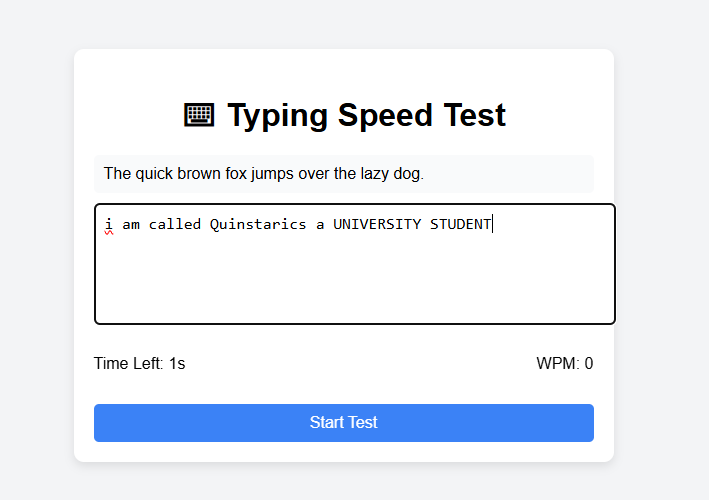 ⌨ Typing Speed Test
The quick brown fox jumps over the lazy dog.
i am called Quinstarics a UNIVERSITY STUDENT
Time Left: 1s WPM: 0
Start Test